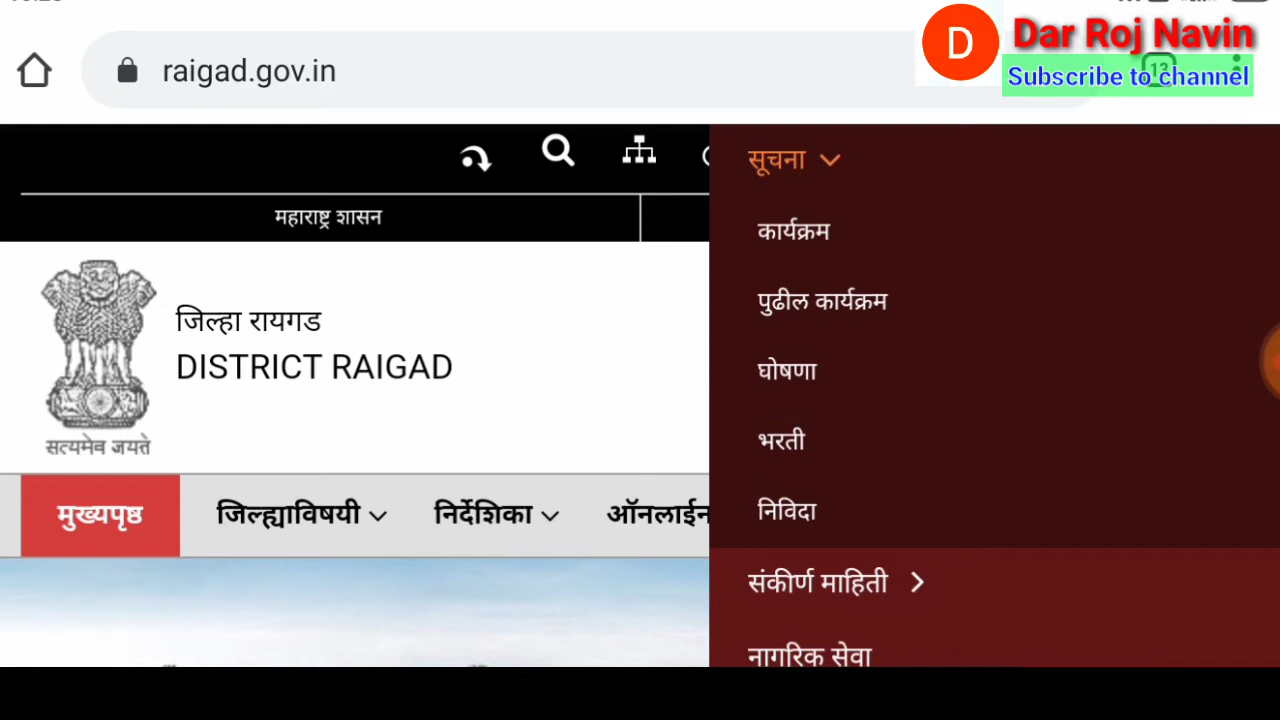 raigad.gov.in
D
Dar Roj Navin
13
Subscribe to channel
महाराष्ट्र शासन
सत्यमेव जयते
जिल्हा रायगड
DISTRICT RAIGAD
मुख्यपृष्ठ
जिल्ह्याविषयी
निर्देशिका
ऑनलाईन
सूचना
कार्यक्रम
पुढील कार्यक्रम
घोषणा
भरती
निविदा
संकीर्ण माहिती
नागरिक सेवा